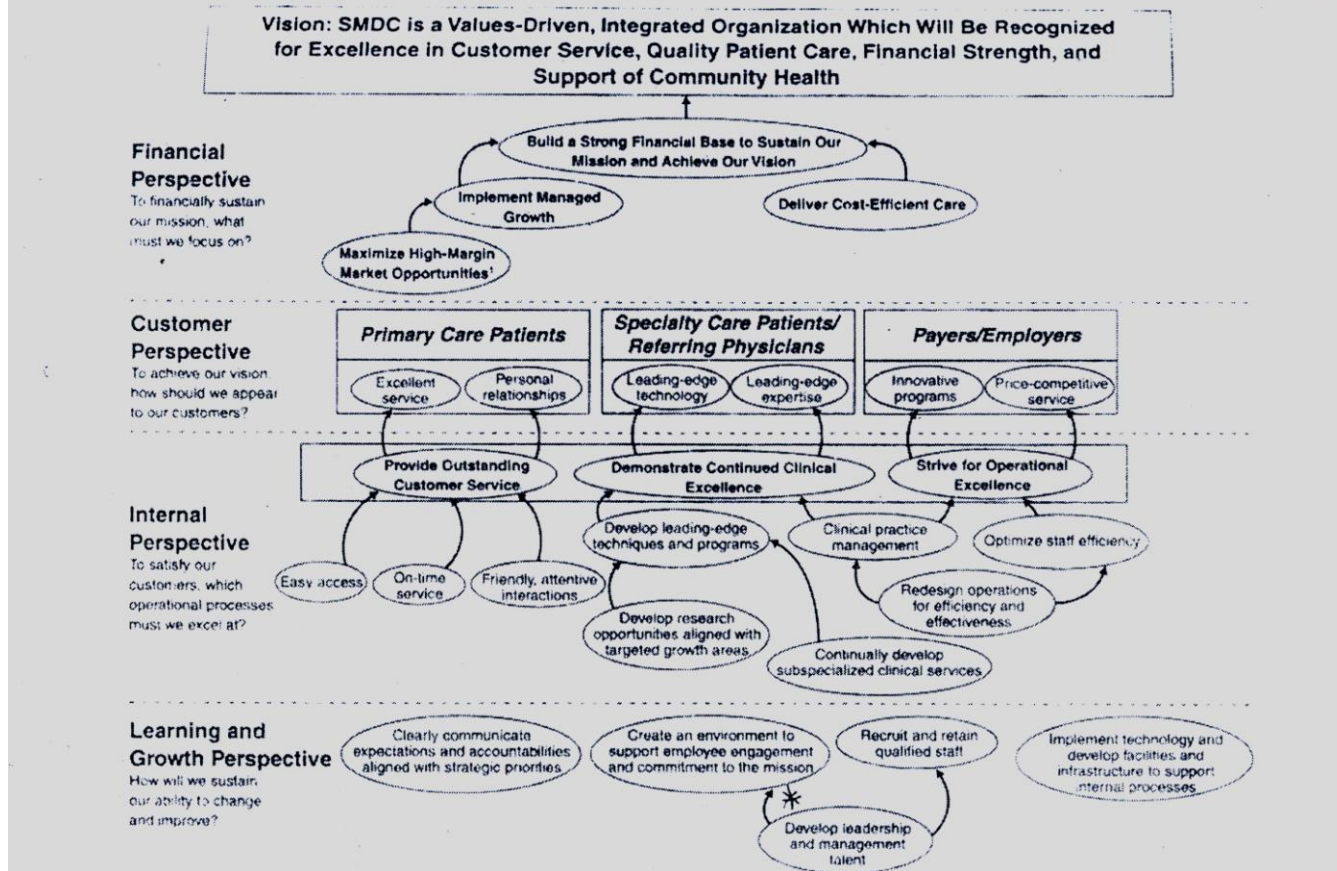 Vision: SMDC is a Values-Driven, Integrated Organization Which Will Be Recognized
for Excellence in Customer Service, Quality Patient Care, Financial Strength, and
Support of Community Health
Financial
Perspective
To financially sustain
our mission, what
must we focus on?
Build a Strong Financial Base to Sustain Our
Mission and Achieve Our Vision
Implement Managed
Growth
Deliver Cost-Efficient Care
Maximize High-Margin
Market Opportunities¹
Customer
Perspective
To achieve our vision
how should we appear
to our customers?
Primary Care Patients
Excellent
service
Personal
relationships
Specialty Care Patients/
Referring Physicians
Leading-edge
technology
Leading-edge
expertise
Payers/Employers
Innovative
programs
Price-competitive
service
Provide Outstanding
Customer Service
Demonstrate Continued Clinical
Excellence
Strive for Operational
Excellence
Internal
Perspective
To satisfy our
customers, which
operational processes
must we excel at?
Easy access
On-time
service
Friendly, attentive
interactions
Develop leading-edge
techniques and programs
Clinical practice
management
Optimize staff efficiency
Develop research
opportunities aligned with
targeted growth areas
Redesign operations
for efficiency and
effectiveness
Continually develop
subspecialized clinical services
Learning and
Growth Perspective
How will we sustain
our ability to change
and improve?
Clearly communicate
expectations and accountabilities
aligned with strategic priorities
Create an environment to
support employee engagement
and commitment to the mission
Recruit and retain
qualified staff
Implement technology and
develop facilities and
infrastructure to support
internal processes
Develop leadership
and management
talent